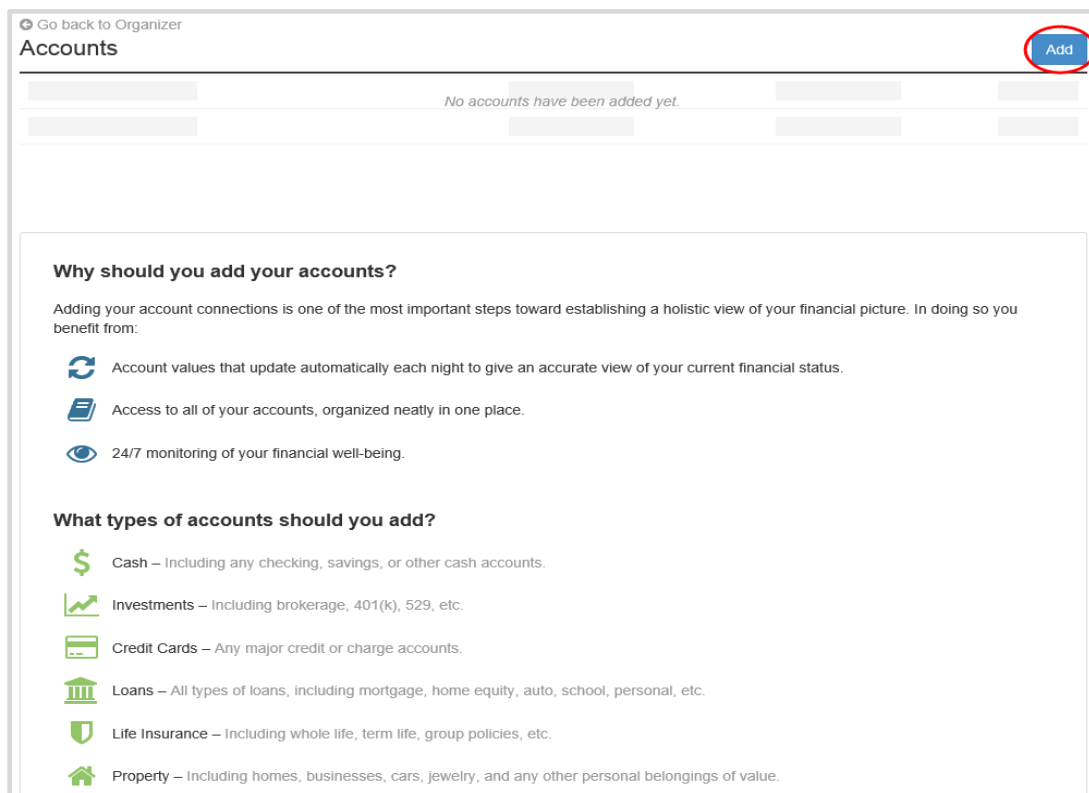 Go back to Organizer
Accounts
Add
No accounts have been added yet.
Why should you add your accounts?
Adding your account connections is one of the most important steps toward establishing a holistic view of your financial picture. In doing so you
benefit from:
Account values that update automatically each night to give an accurate view of your current financial status.
Access to all of your accounts, organized neatly in one place.
24/7 monitoring of your financial well-being.
What types of accounts should you add?
Cash – Including any checking, savings, or other cash accounts.
Investments – Including brokerage, 401(k), 529, etc.
Credit Cards – Any major credit or charge accounts.
Loans – All types of loans, including mortgage, home equity, auto, school, personal, etc.
Life Insurance – Including whole life, term life, group policies, etc.
Property – Including homes, businesses, cars, jewelry, and any other personal belongings of value.